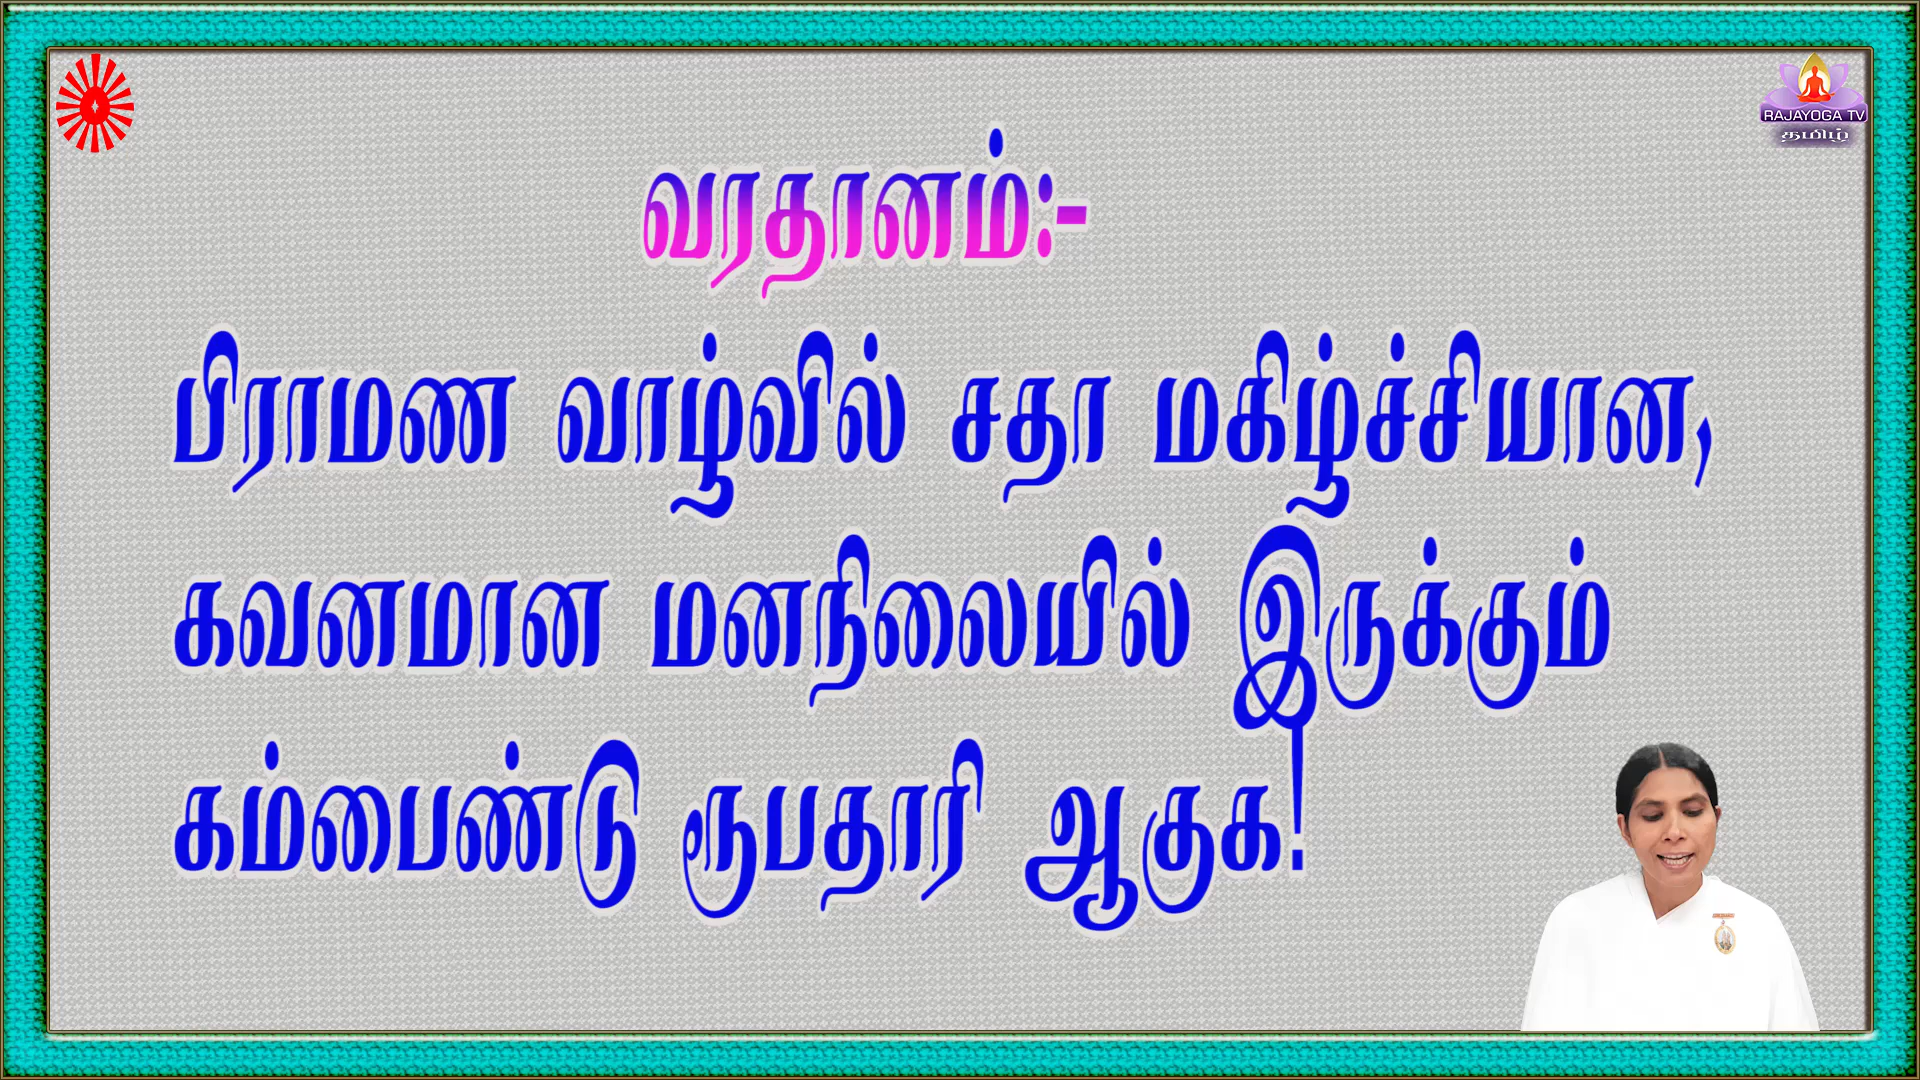 RAJAYOGA TV
தமிழ்
வரதானம்:-
பிராமண வாழ்வில் சதா மகிழ்ச்சியான,
கவனமான மனநிலையில் இருக்கும்
கம்பைண்டு ரூபதாரி ஆகுக!